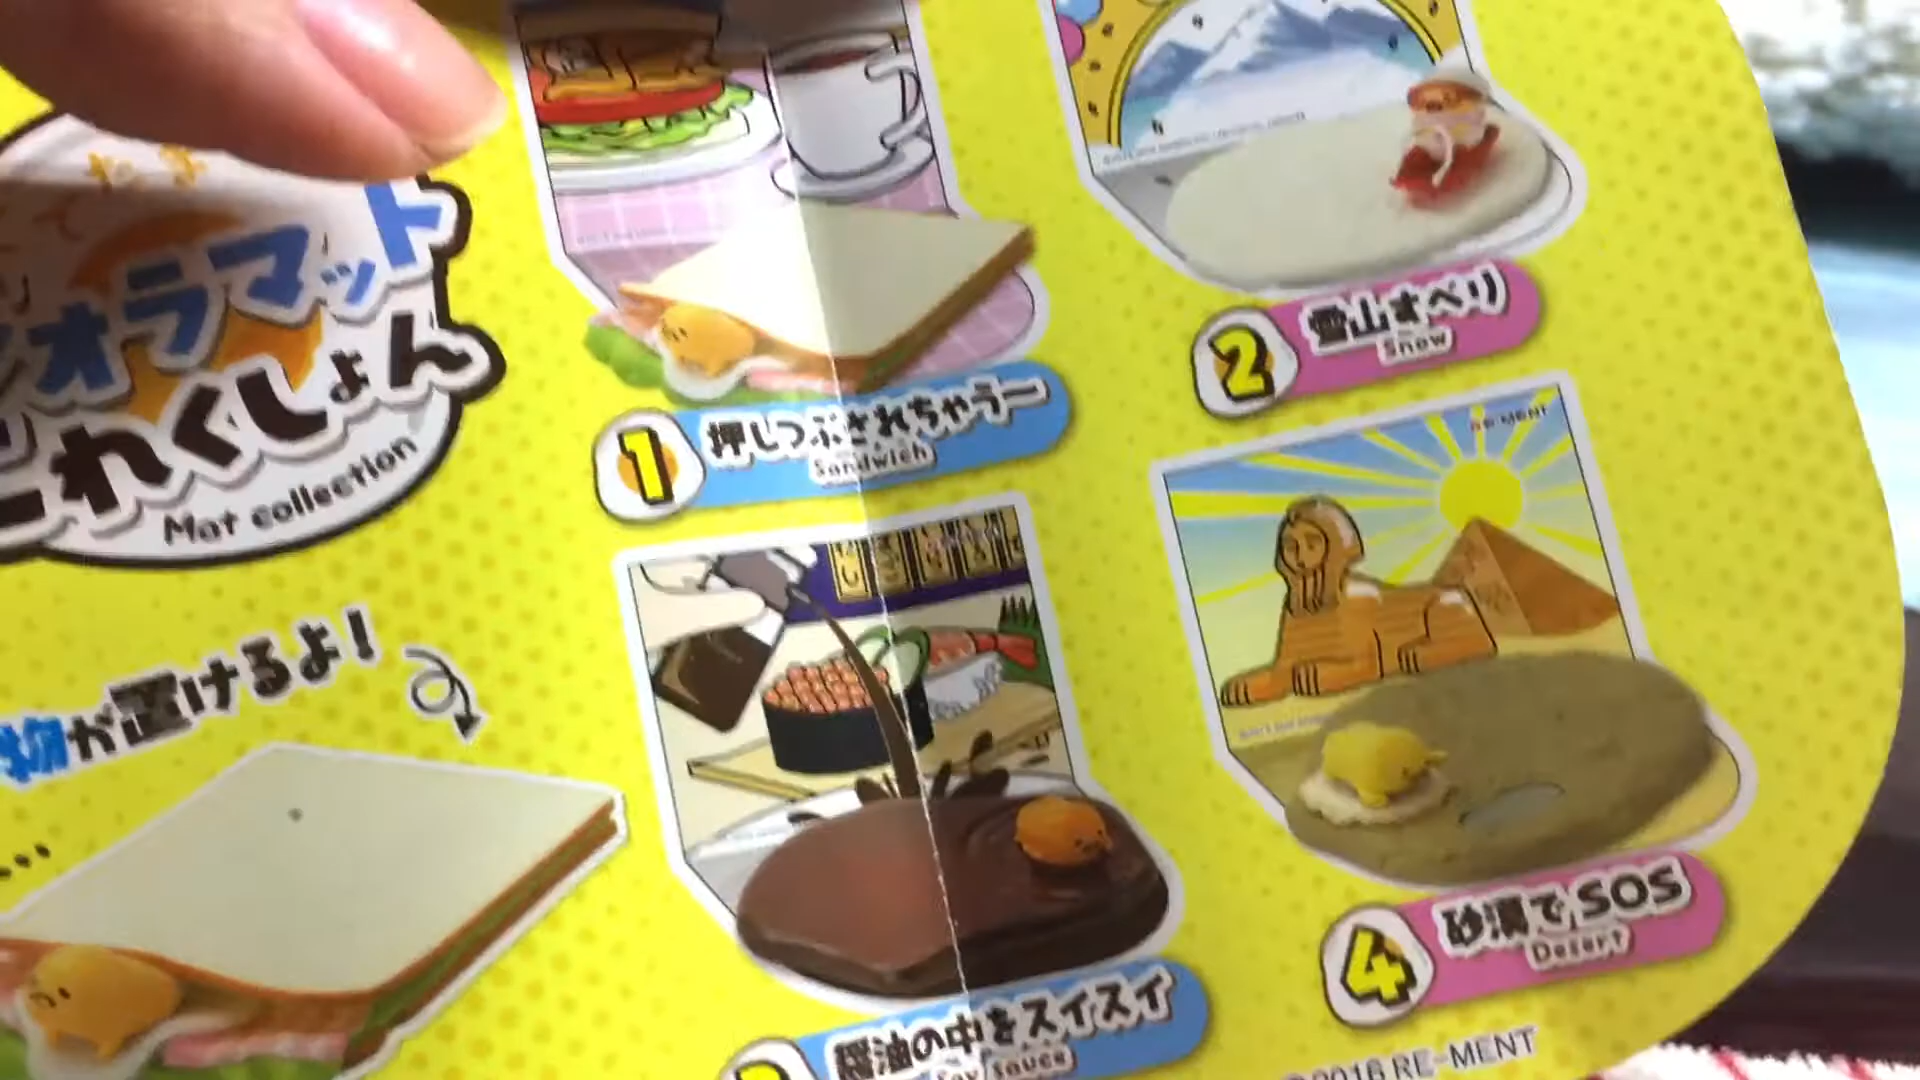 ジオラマット
これくしょん
Mat collection
物が置けるよ!
1 押しつぶされちゃうー
Sandwich
2 雪山すべり
Snow
醤油の中をスイスイ
Soy sauce
RE-MENT
4 砂漠でSOS
Desert
©2016 RE-MENT